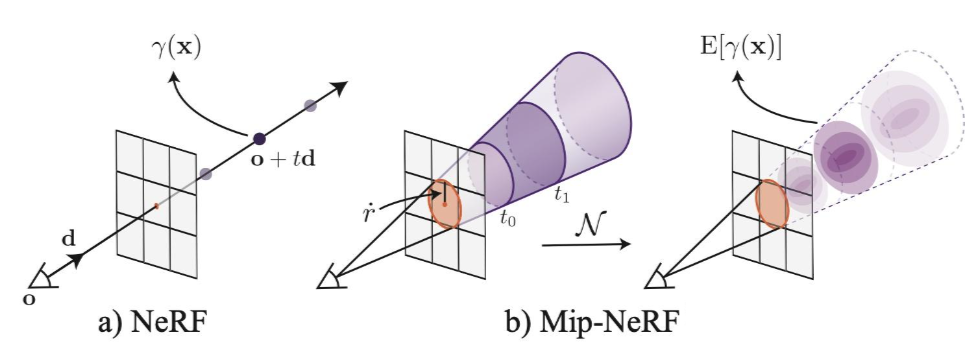 γ(x)
o + td
d
o
a) NeRF
ṙ
t₀
t₁
𝒩
b) Mip-NeRF
E[γ(x)]